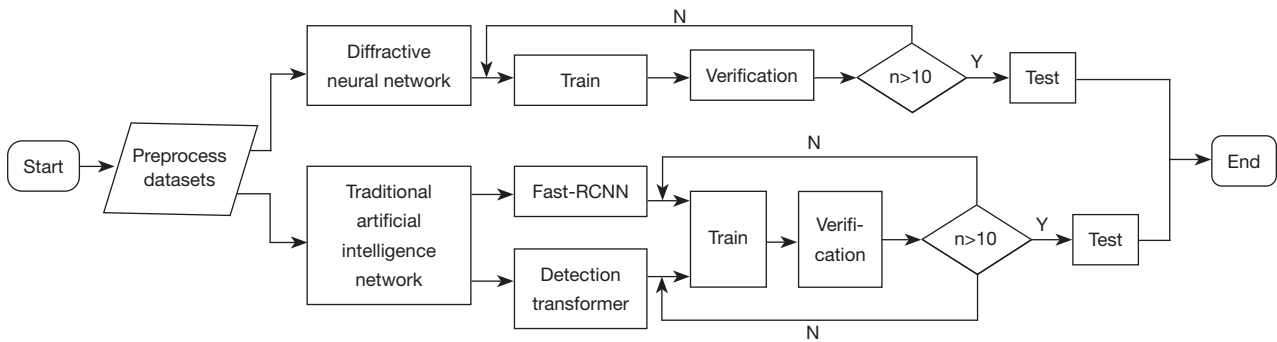 Start
Preprocess
datasets
Diffractive
neural network
N
Train
Verification
n>10
Y
Test
Traditional
artificial
intelligence
network
Fast-RCNN
Detection
transformer
N
Train
Verifi-
cation
n>10
N
Y
Test
End